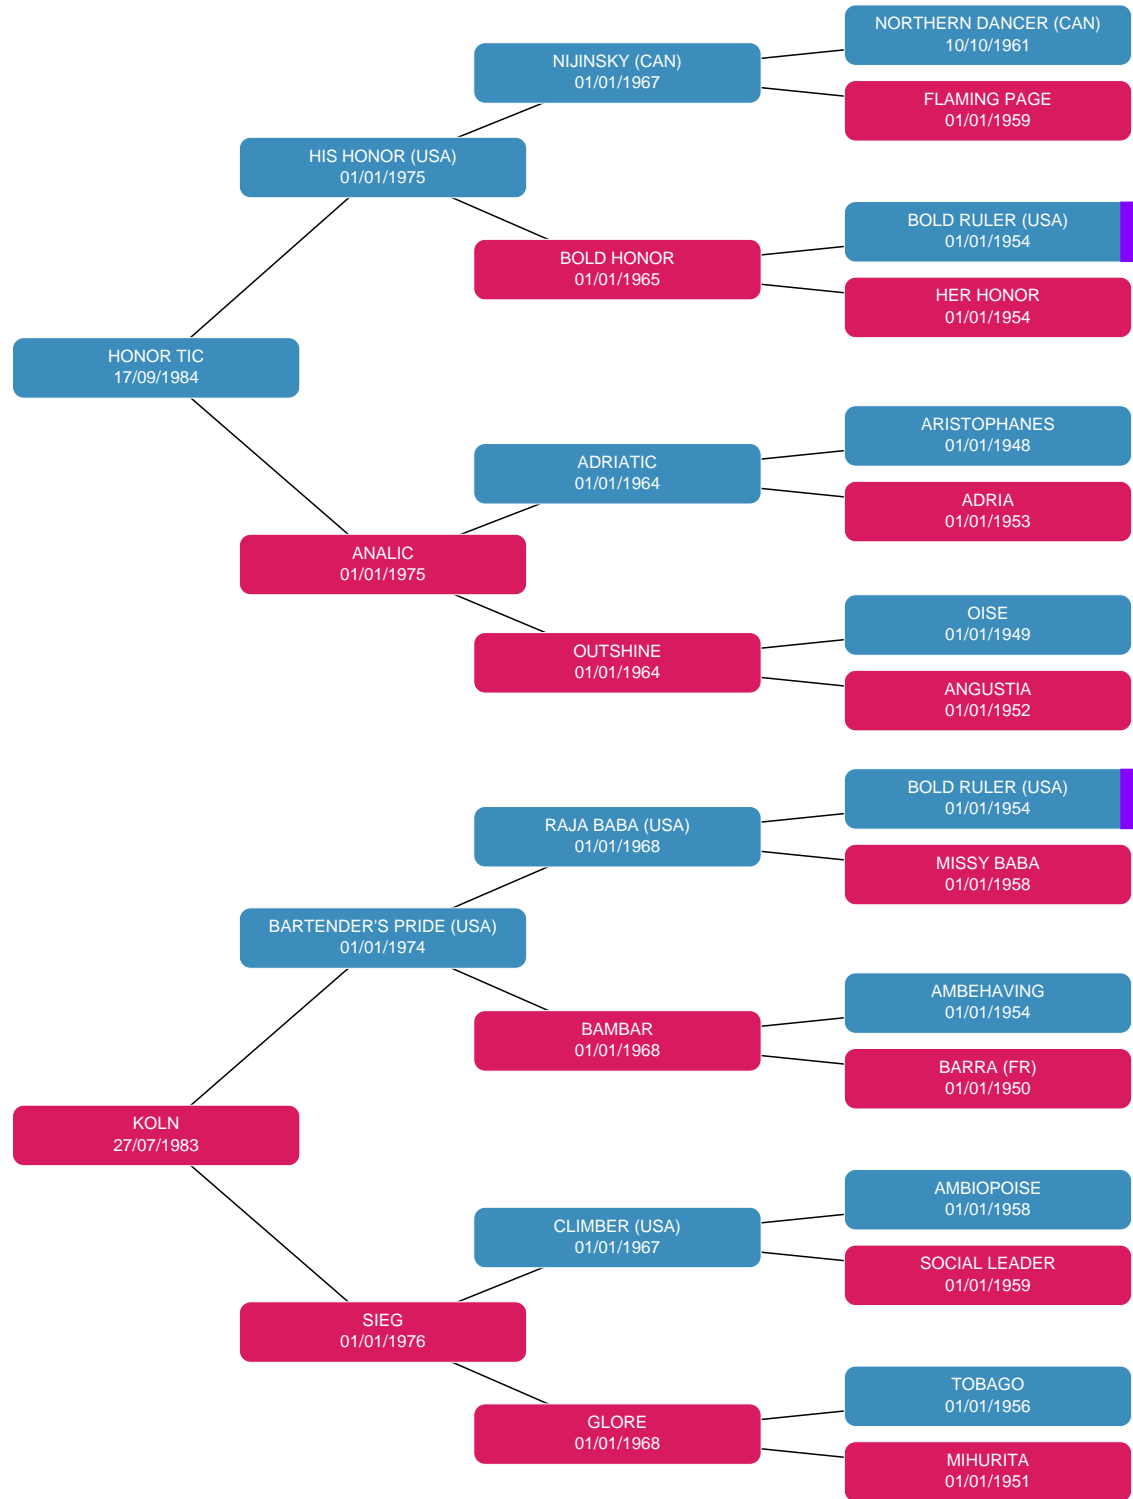 NORTHERN DANCER (CAN)
10/10/1961
NIJINSKY (CAN)
01/01/1967
FLAMING PAGE
01/01/1959
HIS HONOR (USA)
01/01/1975
BOLD RULER (USA)
01/01/1954
BOLD HONOR
01/01/1965
HER HONOR
01/01/1954
HONOR TIC
17/09/1984
ARISTOPHANES
01/01/1948
ADRIATIC
01/01/1964
ADRIA
01/01/1953
ANALIC
01/01/1975
OISE
01/01/1949
OUTSHINE
01/01/1964
ANGUSTIA
01/01/1952
BOLD RULER (USA)
01/01/1954
RAJA BABA (USA)
01/01/1968
MISSY BABA
01/01/1958
BARTENDER'S PRIDE (USA)
01/01/1974
AMBEHAVING
01/01/1954
BAMBAR
01/01/1968
BARRA (FR)
01/01/1950
KOLN
27/07/1983
AMBIOPOISE
01/01/1958
CLIMBER (USA)
01/01/1967
SOCIAL LEADER
01/01/1959
SIEG
01/01/1976
TOBAGO
01/01/1956
GLORE
01/01/1968
MIHURITA
01/01/1951